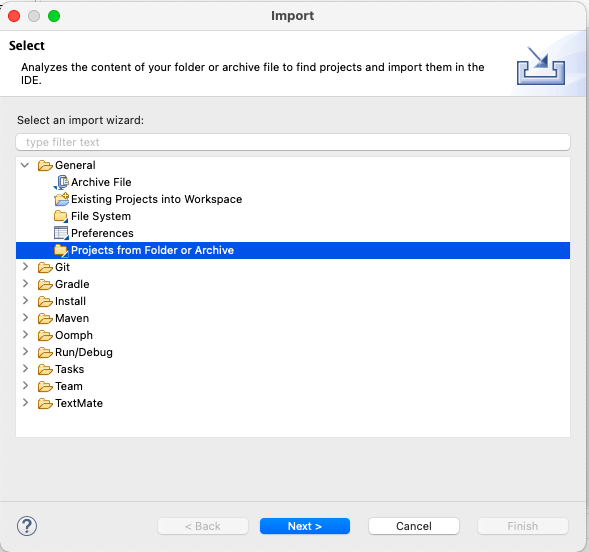 Import
Select
Analyzes the content of your folder or archive file to find projects and import them in the
IDE.
Select an import wizard:
type filter text
General
Archive File
Existing Projects into Workspace
File System
Preferences
Projects from Folder or Archive
Git
Gradle
Install
Maven
Oomph
Run/Debug
Tasks
Team
TextMate
? < Back Next > Cancel Finish